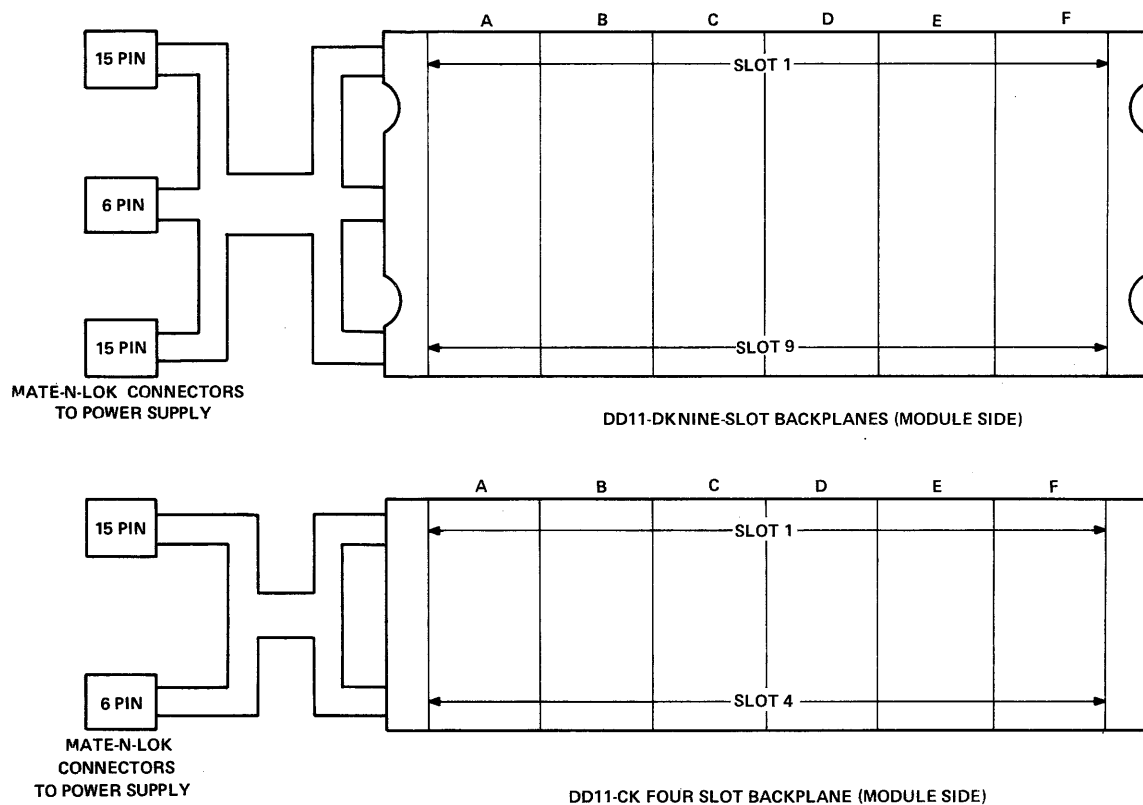 A B C D E F
15 PIN
SLOT 1
6 PIN
15 PIN
SLOT 9
MATE-N-LOK CONNECTORS
TO POWER SUPPLY
DD11-DKNINE-SLOT BACKPLANES (MODULE SIDE)
A B C D E F
15 PIN
SLOT 1
6 PIN
SLOT 4
MATE-N-LOK
CONNECTORS
TO POWER SUPPLY
DD11-CK FOUR SLOT BACKPLANE (MODULE SIDE)